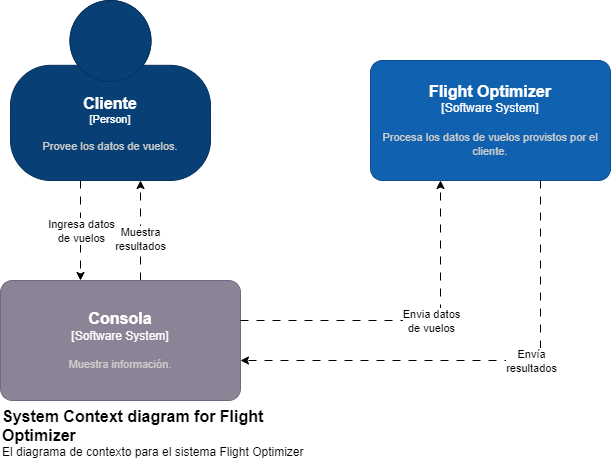 Cliente
[Person]
Provee los datos de vuelos.
Flight Optimizer
[Software System]
Procesa los datos de vuelos provistos por el
cliente.
Ingresa datos
de vuelos
Muestra
resultados
Consola
[Software System]
Muestra información.
Envia datos
de vuelos
Envía
resultados
System Context diagram for Flight
Optimizer
El diagrama de contexto para el sistema Flight Optimizer